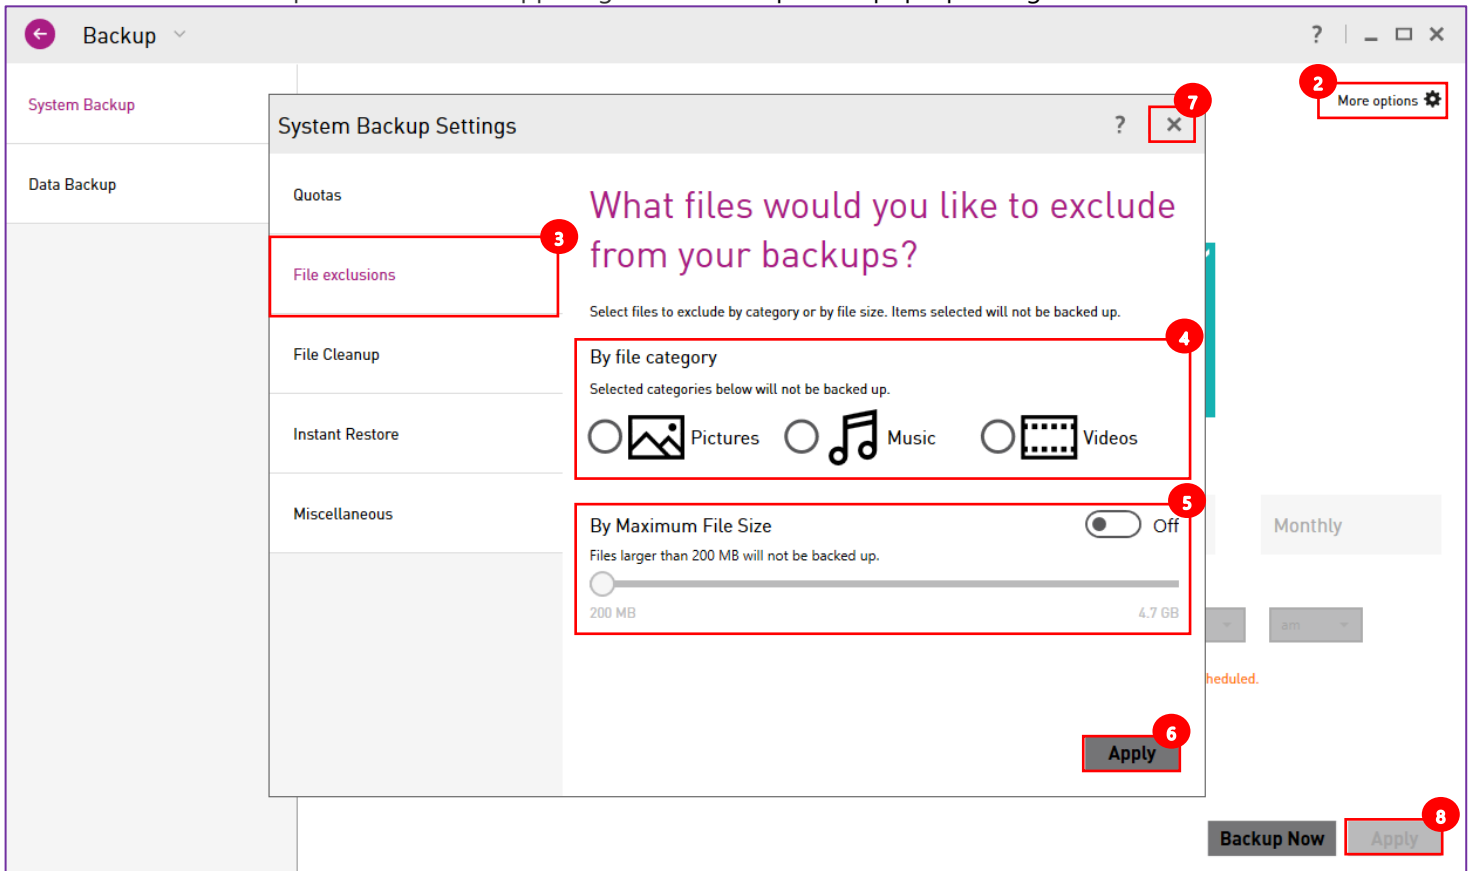 Backup
?
System Backup
2
More options
7
System Backup Settings
?
Data Backup
Quotas
What files would you like to exclude
from your backups?
3
File exclusions
Select files to exclude by category or by file size. Items selected will not be backed up.
4
File Cleanup
By file category
Selected categories below will not be backed up.
Instant Restore
Pictures
Music
Videos
5
Miscellaneous
By Maximum File Size
Off
Monthly
Files larger than 200 MB will not be backed up.
200 MB
4.7 GB
am
heduled.
6
Apply
8
Backup Now
Apply